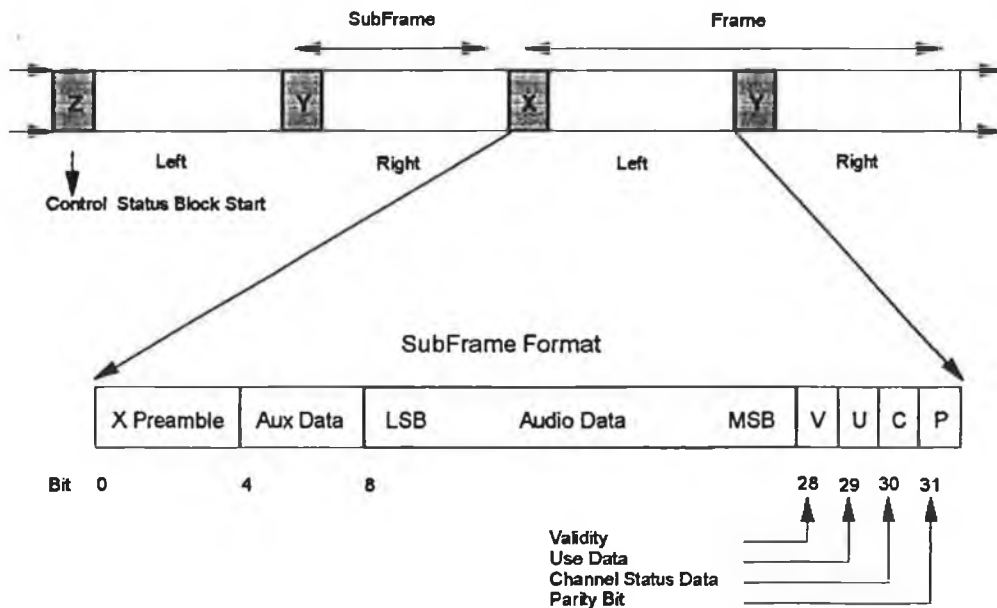 SubFrame Frame
Z Y X Y
Left Right Left Right
Control Status Block Start
SubFrame Format
X Preamble Aux Data LSB Audio Data MSB V U C P
Bit 0 4 8 28 29 30 31
Validity
Use Data
Channel Status Data
Parity Bit